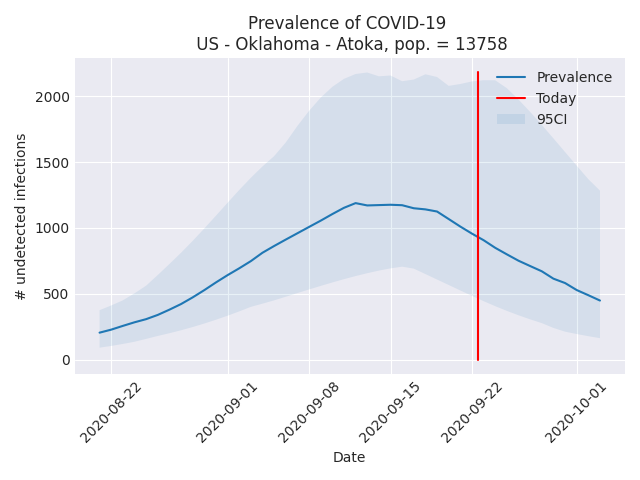 Prevalence of COVID-19
US - Oklahoma - Atoka, pop. = 13758
Prevalence
Today
95CI
# undetected infections
2000
1500
1000
500
0
2020-08-22
2020-09-01
2020-09-08
2020-09-15
2020-09-22
2020-10-01
Date